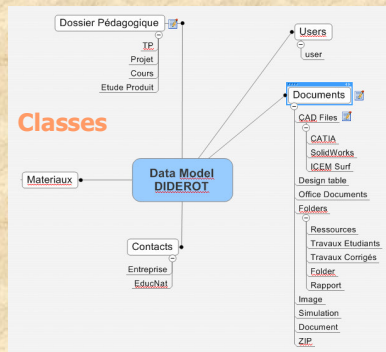 Dossier Pédagogique
TP
Projet
Cours
Etude Produit
Classes
Materiaux
Data Model
DIDEROT
Contacts
Entreprise
EducNat
Users
user
Documents
CAD Files
CATIA
SolidWorks
ICEM Surf
Design table
Office Documents
Folders
Ressources
Travaux Etudiants
Travaux Corrigés
Folder
Rapport
Image
Simulation
Document
ZIP